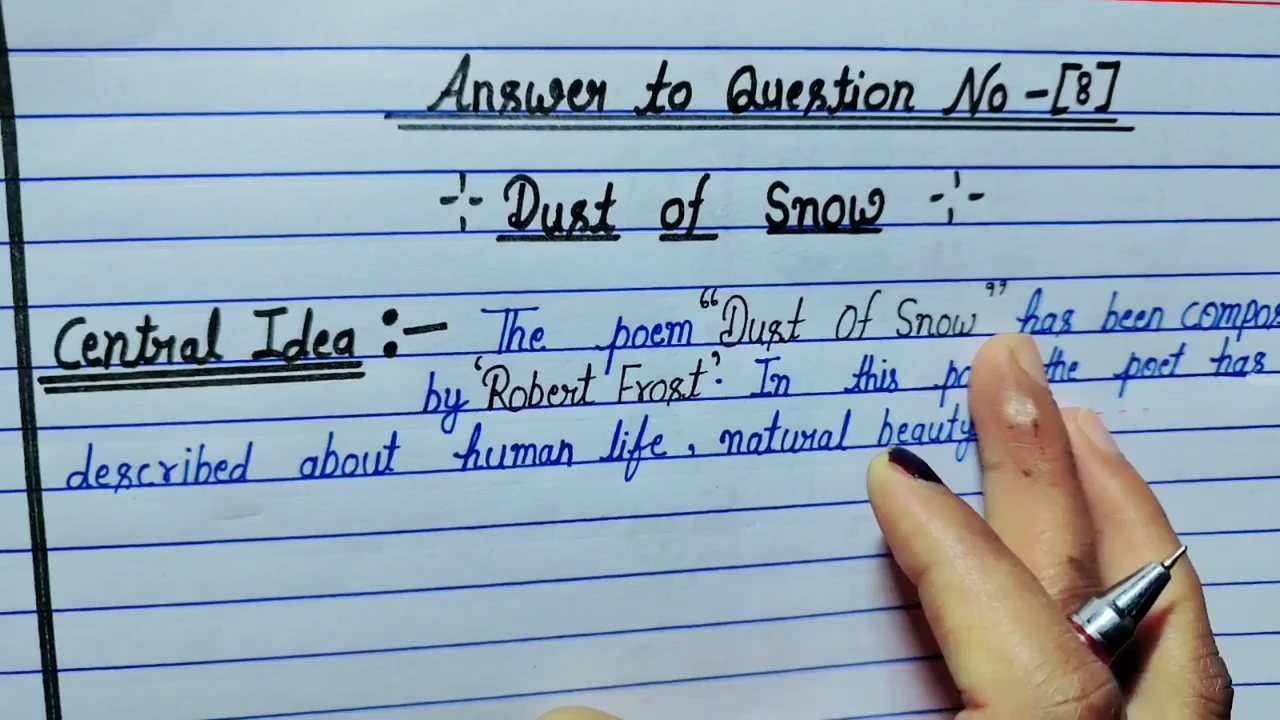 Answer to Question No-[8]
Dust of Snow
Central Idea :- The poem “Dust Of Snow” has been
by ‘Robert Frost’. In this the poet has
described about human life, natural beauty